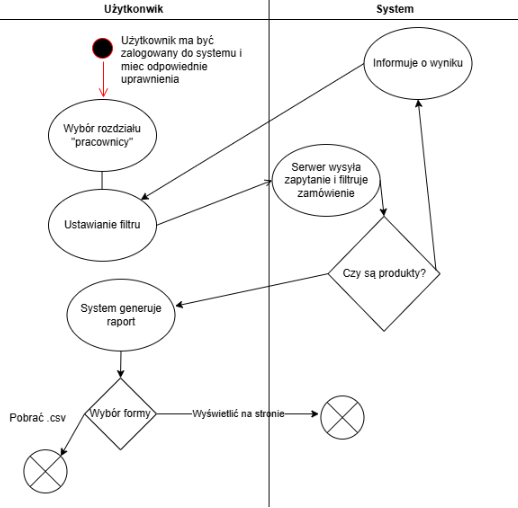 Użytkonwik
System
Użytkownik ma być
zalogowany do systemu i
miec odpowiednie
uprawnienia
Informuje o wyniku
Wybór rozdziału
"pracownicy"
Serwer wysyła
zapytanie i filtruje
zamówienie
Ustawianie filtru
Czy są produkty?
System generuje
raport
Pobrać .csv
Wybór formy
Wyświetlić na stronie